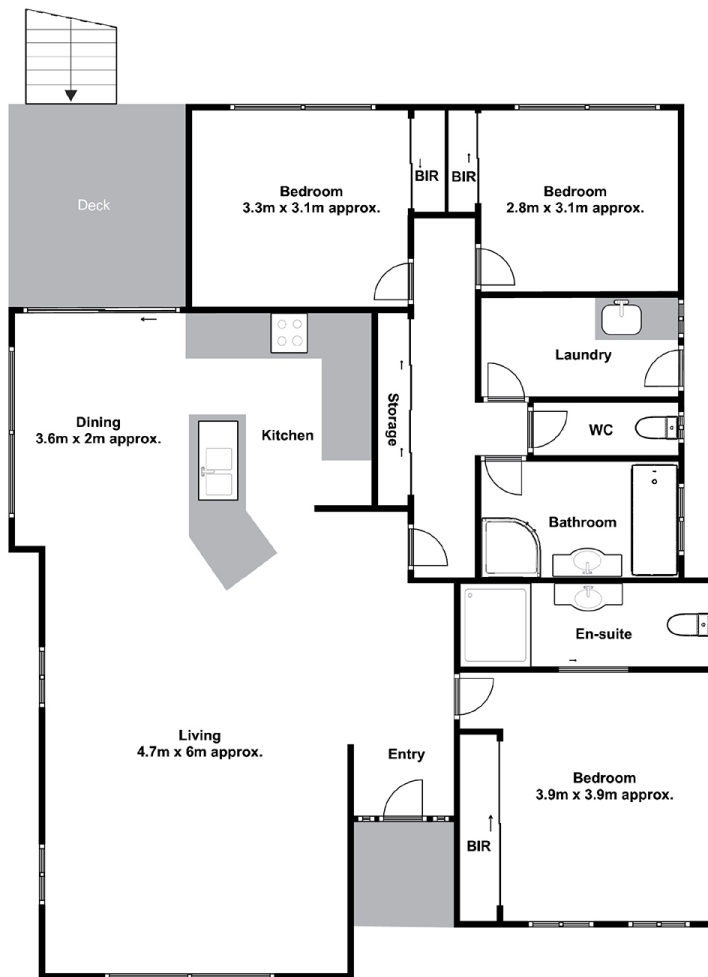 Deck
Bedroom
3.3m x 3.1m approx.
BIR
BIR
Bedroom
2.8m x 3.1m approx.
Laundry
Dining
3.6m x 2m approx.
Kitchen
Storage
WC
Bathroom
En-suite
Living
4.7m x 6m approx.
Entry
Bedroom
3.9m x 3.9m approx.
BIR